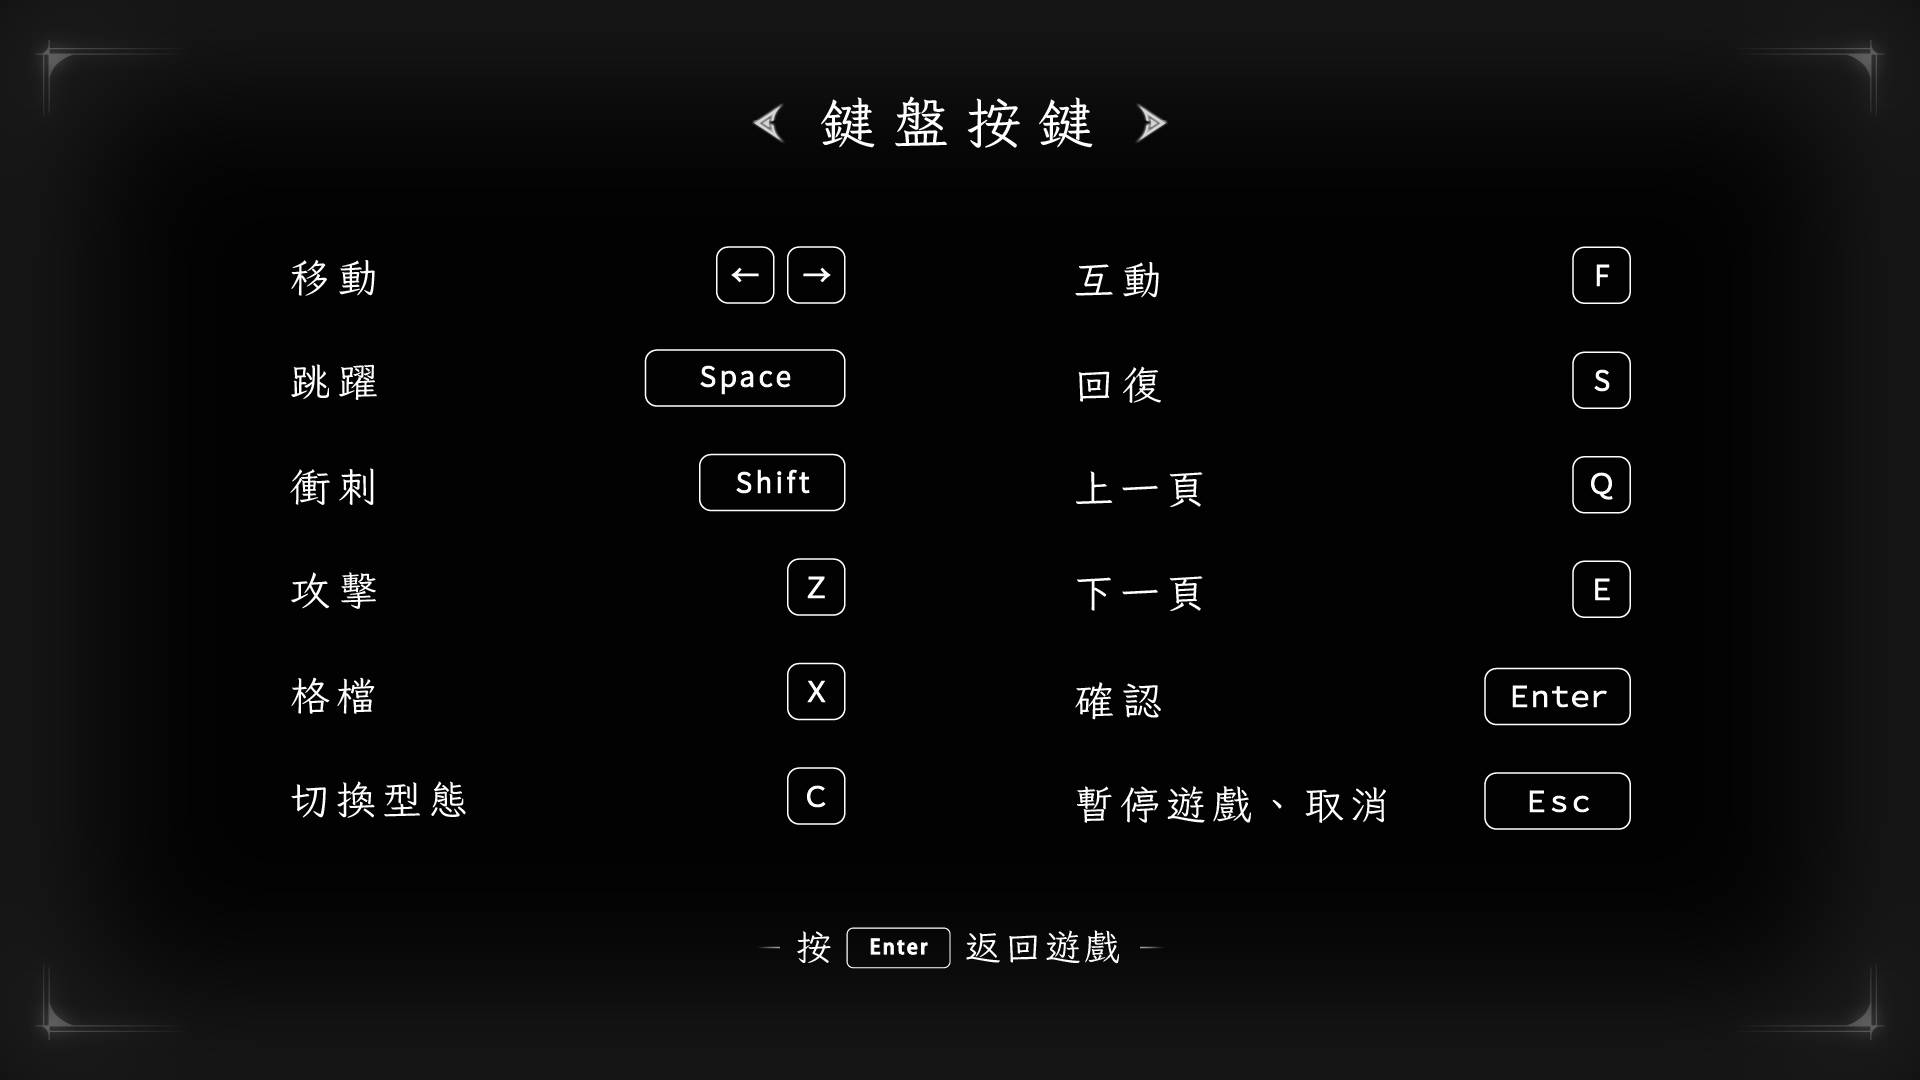 鍵盤按鍵
移動 ← →
跳躍 Space
衝刺 Shift
攻擊 Z
格檔 X
切換型態 C
互動 F
回復 S
上一頁 Q
下一頁 E
確認 Enter
暫停遊戲、取消 Esc
按 Enter 返回遊戲